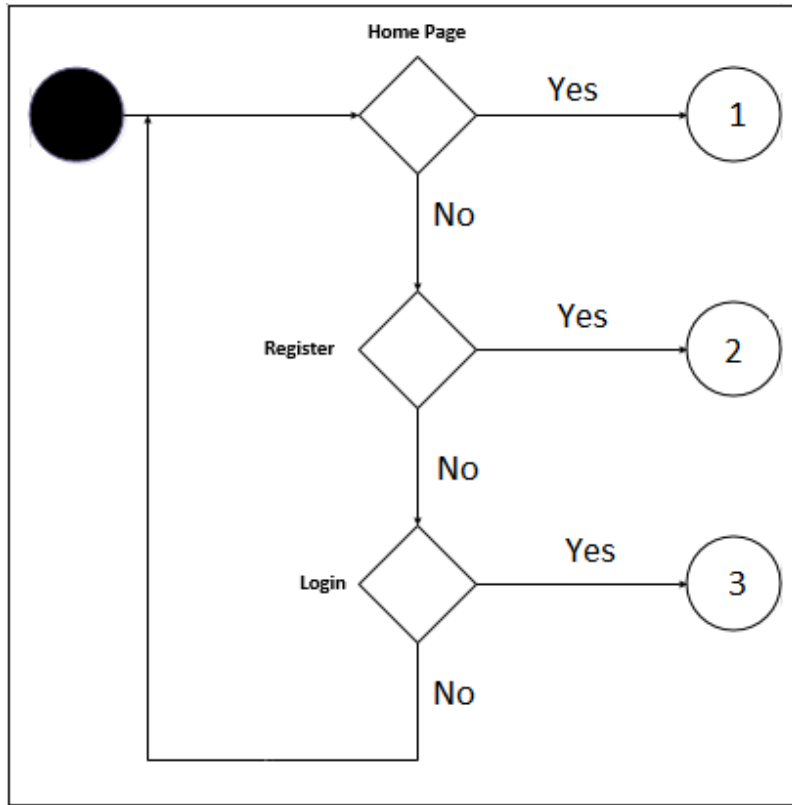 Home Page
Yes
1
No
Register
Yes
2
No
Login
Yes
3
No